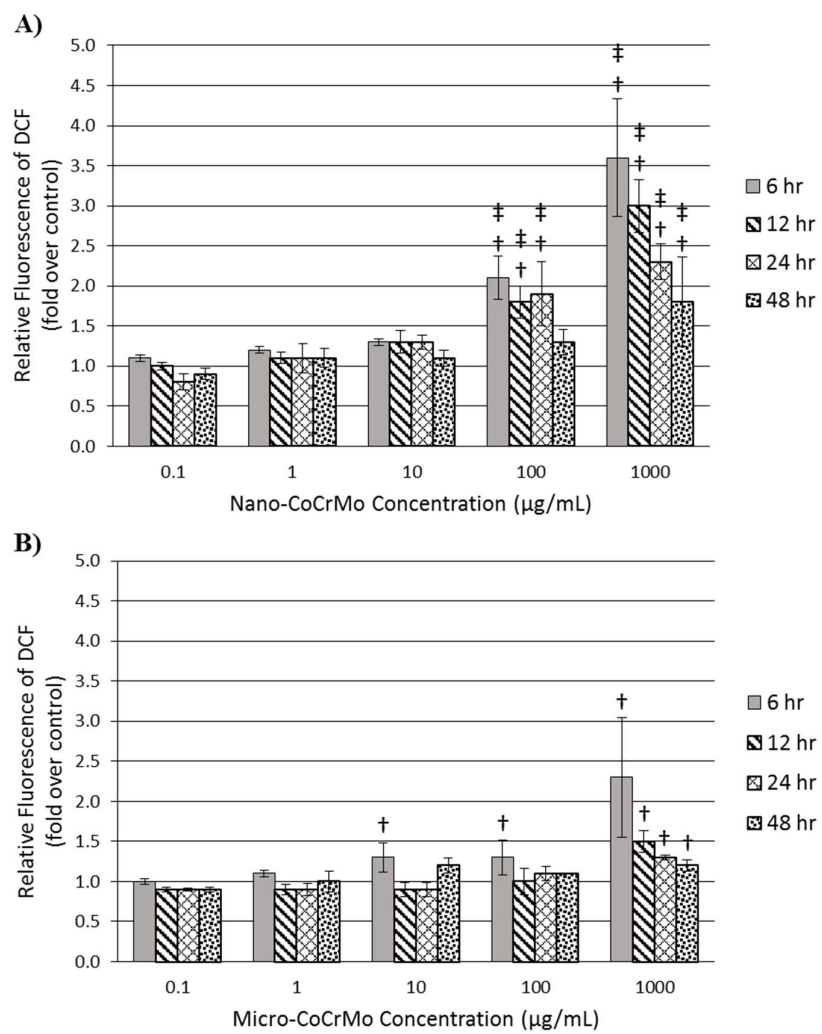 A)
Relative Fluorescence of DCF
(fold over control)
5.0
4.5
4.0
3.5
3.0
2.5
2.0
1.5
1.0
0.5
0.0
‡ † ‡ † ‡ † ‡ † ‡ † ‡ † ‡ †
0.1 1 10 100 1000
Nano-CoCrMo Concentration (µg/mL)
6 hr
12 hr
24 hr
48 hr
B)
Relative Fluorescence of DCF
(fold over control)
5.0
4.5
4.0
3.5
3.0
2.5
2.0
1.5
1.0
0.5
0.0
† † † † † †
0.1 1 10 100 1000
Micro-CoCrMo Concentration (µg/mL)
6 hr
12 hr
24 hr
48 hr